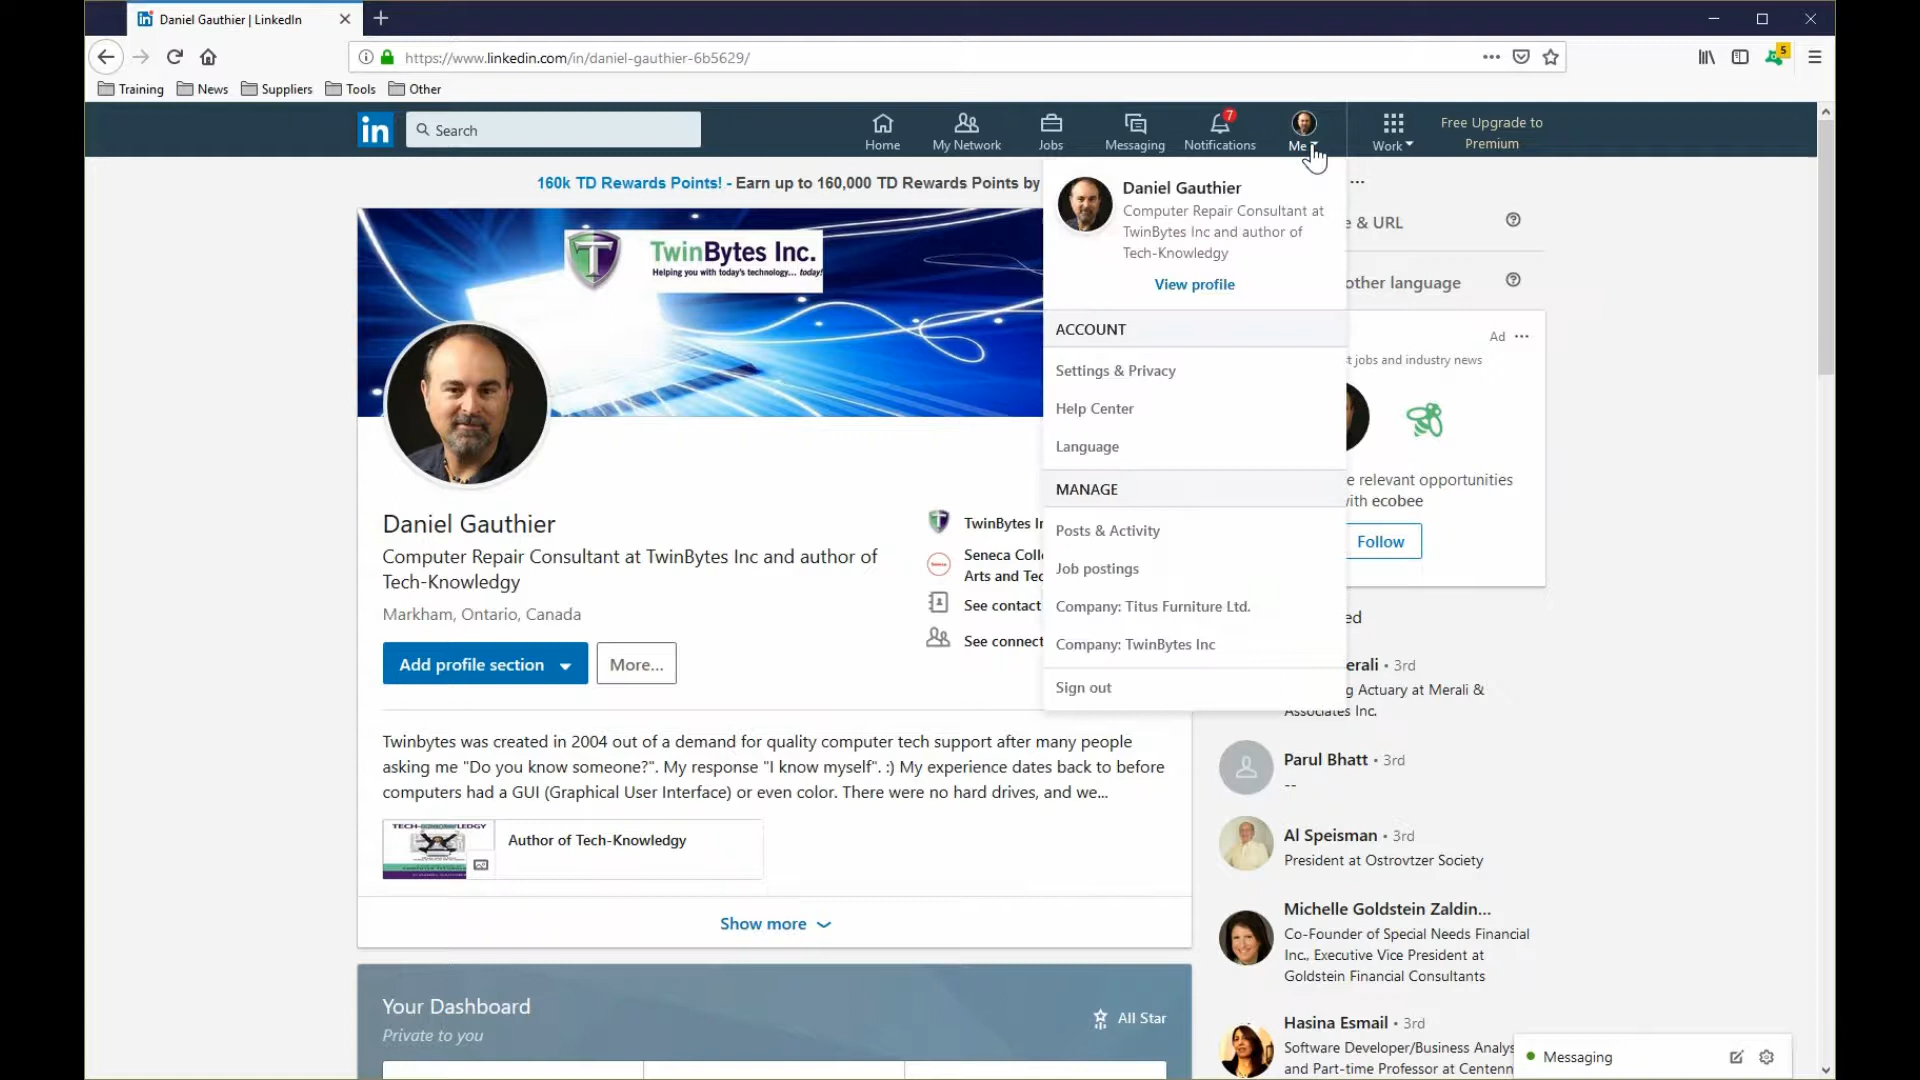 Daniel Gauthier | LinkedIn
https://www.linkedin.com/in/daniel-gauthier-6b5629/
5
Training News Suppliers Tools Other
in
Search
Home
My Network
Jobs
Messaging
7
Notifications
Me
Work
Free Upgrade to
Premium
160k TD Rewards Points! - Earn up to 160,000 TD Rewards Points by
TwinBytes Inc.
Helping you with today's technology... today!
Daniel Gauthier
Computer Repair Consultant at TwinBytes Inc and author of
Tech-Knowledgy
Markham, Ontario, Canada
Add profile section
More...
TwinBytes In
Seneca Coll
Arts and Tec
See contact
See connect
Twinbytes was created in 2004 out of a demand for quality computer tech support after many people
asking me "Do you know someone?". My response "I know myself". :) My experience dates back to before
computers had a GUI (Graphical User Interface) or even color. There were no hard drives, and we...
Author of Tech-Knowledgy
Show more
Your Dashboard
Private to you
All Star
Daniel Gauthier
Computer Repair Consultant at
TwinBytes Inc and author of
Tech-Knowledgy
View profile
ACCOUNT
Settings & Privacy
Help Center
Language
MANAGE
Posts & Activity
Job postings
Company: Titus Furniture Ltd.
Company: TwinBytes Inc
Sign out
...
e & URL
other language
Ad ...
t jobs and industry news
e relevant opportunities
with ecobee
Follow
ed
erali • 3rd
g Actuary at Merali &
Associates Inc.
Parul Bhatt • 3rd
--
Al Speisman • 3rd
President at Ostrovtzer Society
Michelle Goldstein Zaldin...
Co-Founder of Special Needs Financial
Inc., Executive Vice President at
Goldstein Financial Consultants
Hasina Esmail • 3rd
Software Developer/Business Analys
and Part-time Professor at Centenn
Messaging